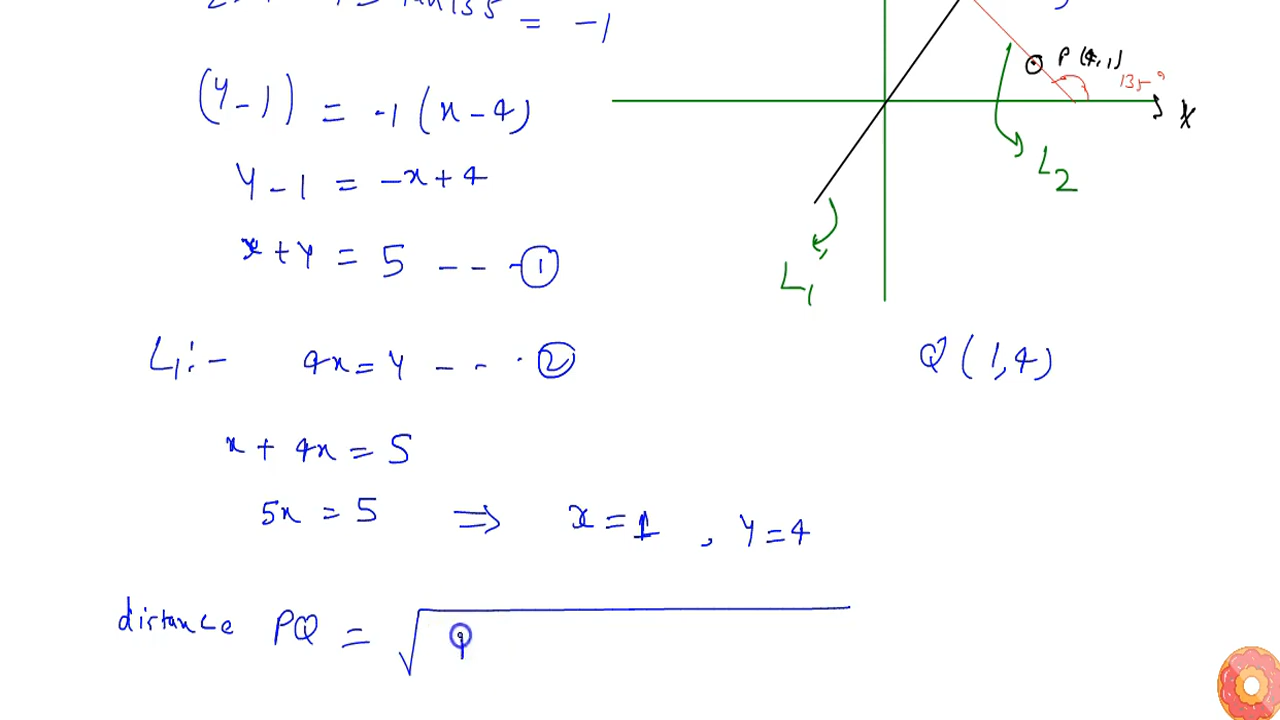 = -1
(y-1) = -1 (x-4)
y-1 = -x+4
x+y = 5 -- - ①
L₁:- 4x = y -- · ②
x + 4x = 5
5x = 5 ⇒ x = 1 , y = 4
distance PQ = √
P (4,1)
135°
X
L₂
L₁
Q (1,4)